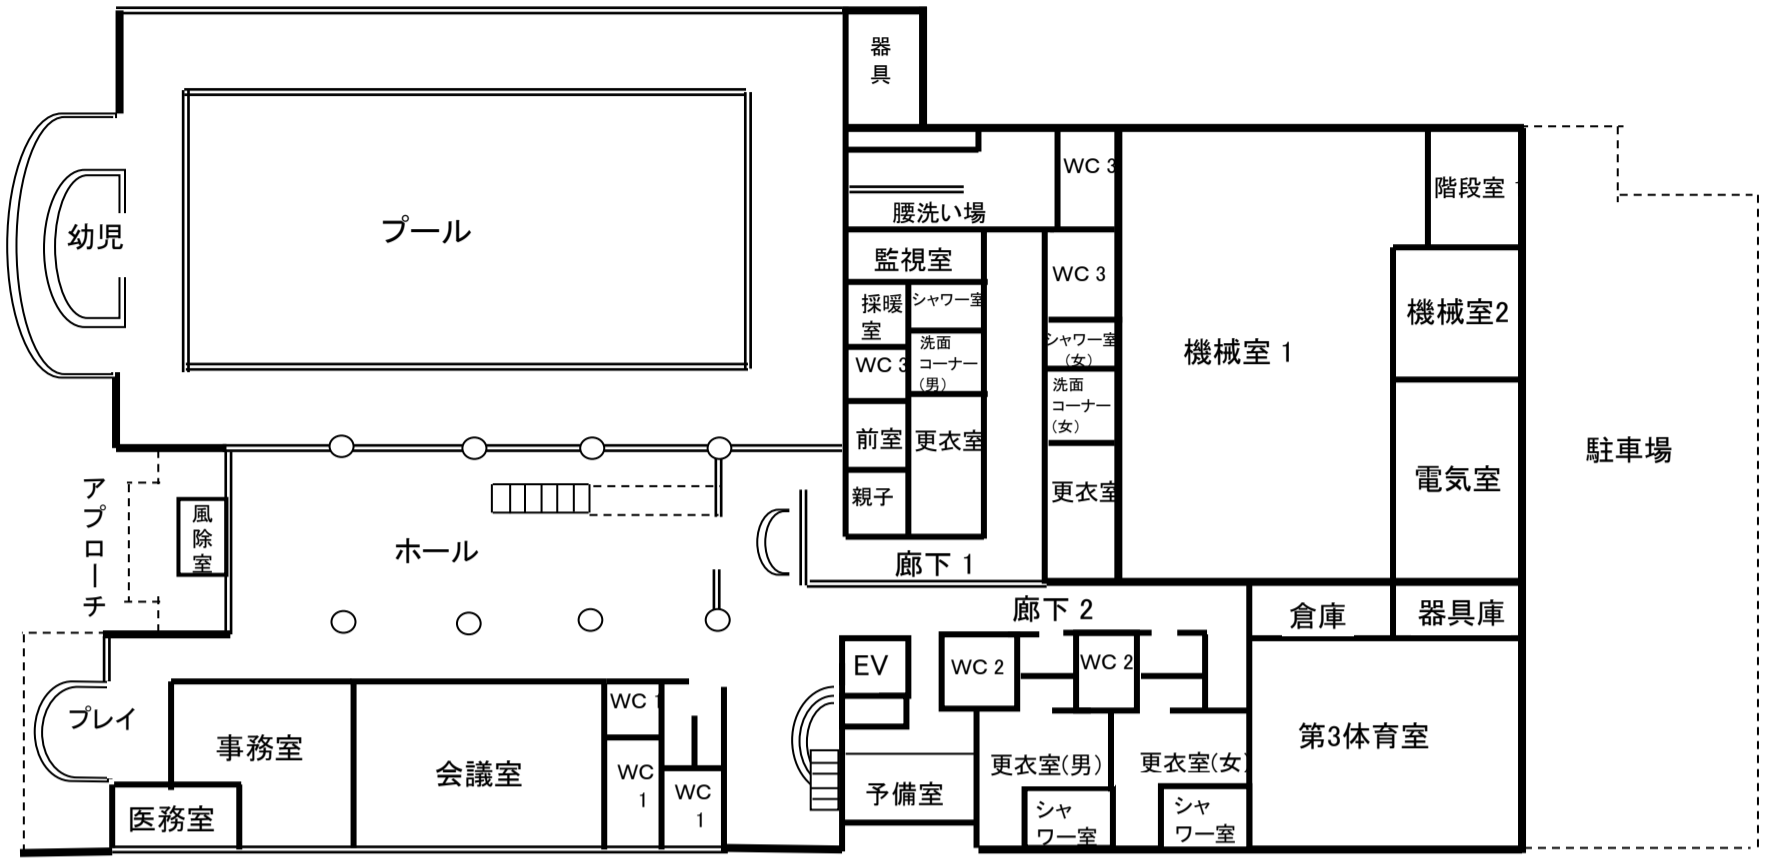 器
具
WC 3
階段室
腰洗い場
幼児
プール
監視室
WC 3
採暖
室
シャワー室
機械室2
洗面
コーナー
(男)
シャワー室
(女)
機械室 1
WC 3
洗面
コーナー
(女)
前室
更衣室
駐車場
親子
更衣室
電気室
アプローチ
風
除
室
ホール
廊下 1
廊下 2
倉庫
器具庫
EV
WC 2
WC 2
プレイ
事務室
会議室
WC 1
WC
1
WC
1
予備室
更衣室(男)
更衣室(女)
第3体育室
医務室
シャ
ワー室
シャ
ワー室